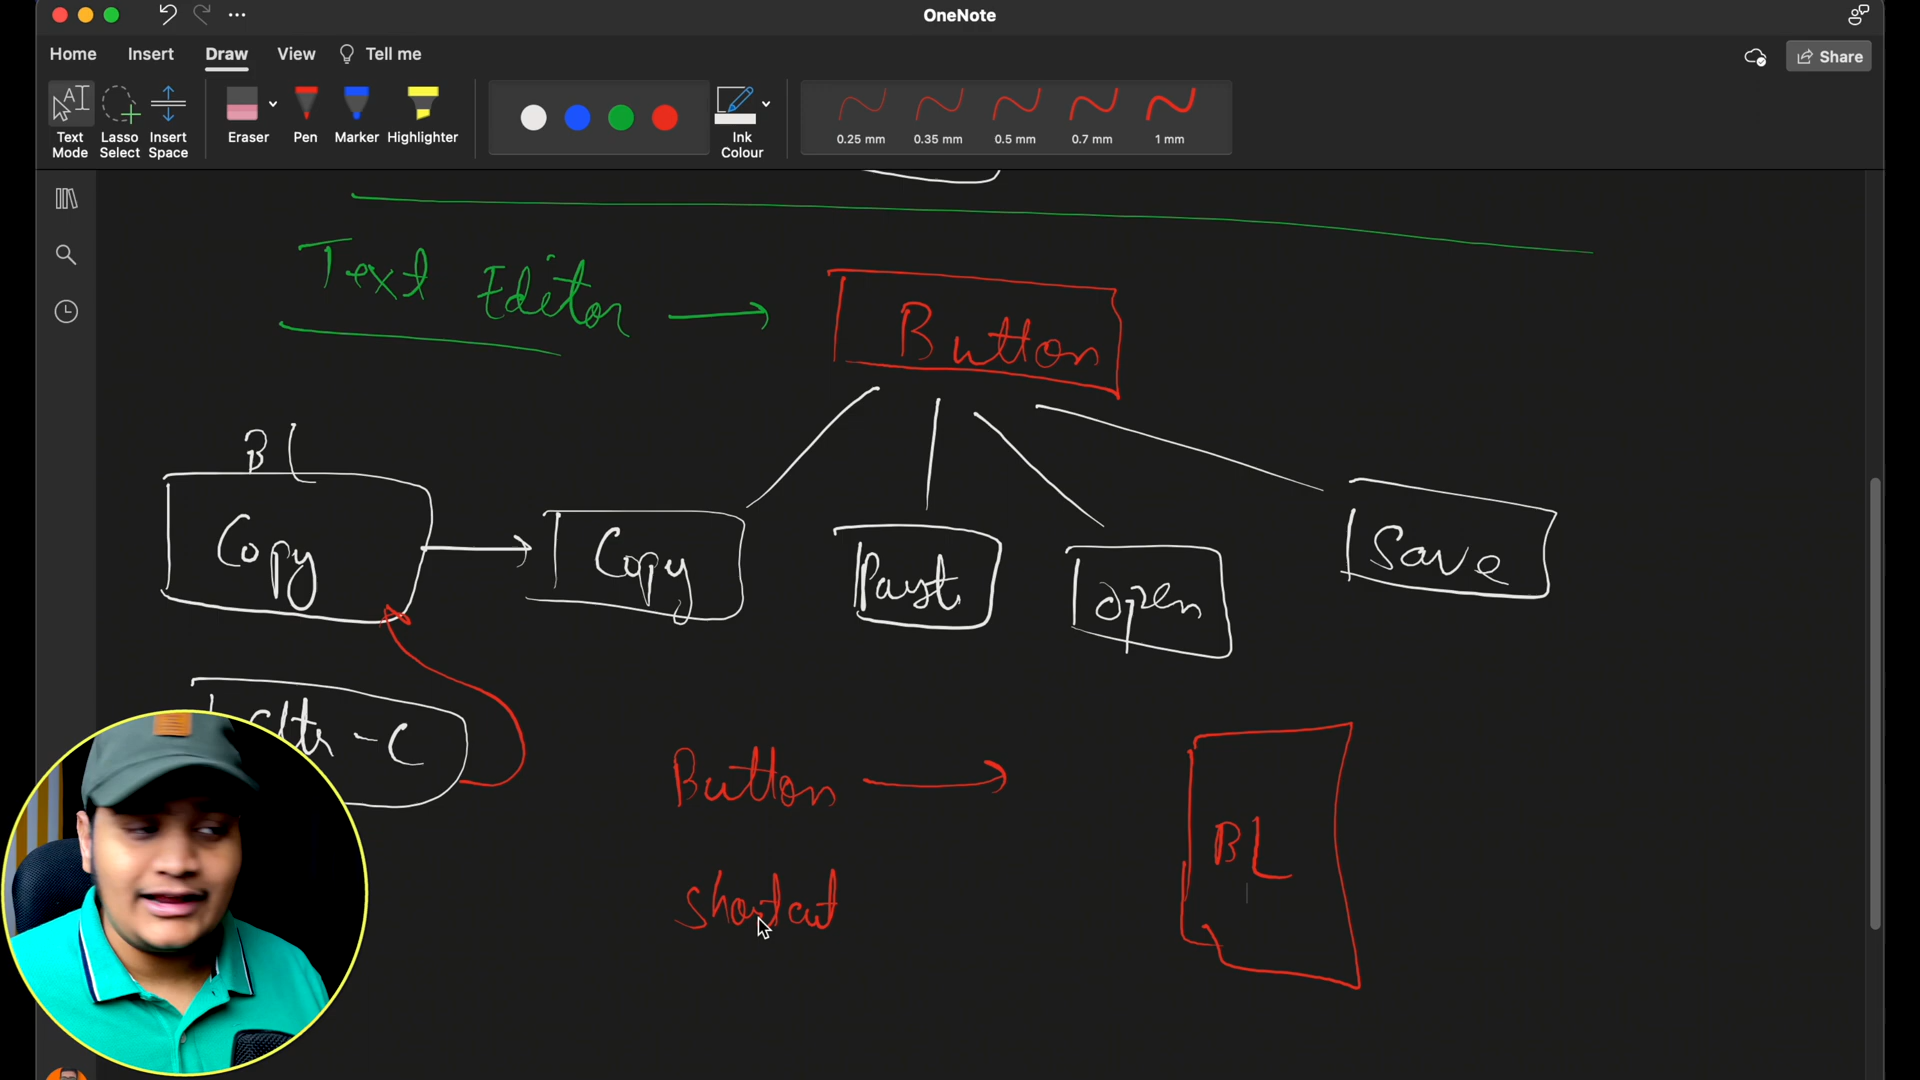 OneNote
Home Insert Draw View Tell me
Share
Text Mode
Lasso Select
Insert Space
Eraser
Pen
Marker
Highlighter
Ink Colour
0.25 mm
0.35 mm
0.5 mm
0.7 mm
1 mm
Text Editor
Button
BL
Copy
Copy
Past
open
Save
-C
Button
BL
Shortcut